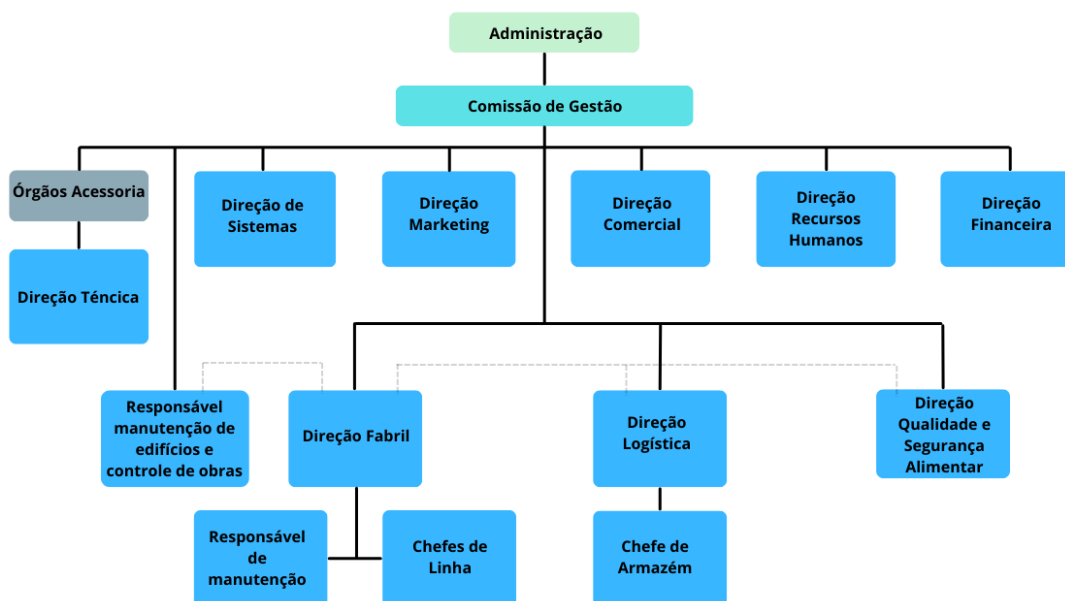 Administração
Comissão de Gestão
Órgãos Acessoria
Direção de
Sistemas
Direção
Marketing
Direção
Comercial
Direção
Recursos
Humanos
Direção
Financeira
Direção Téncica
Responsável
manutenção de
edifícios e
controle de obras
Direção Fabril
Direção
Logística
Direção
Qualidade e
Segurança
Alimentar
Responsável
de
manutenção
Chefes de
Linha
Chefe de
Armazém